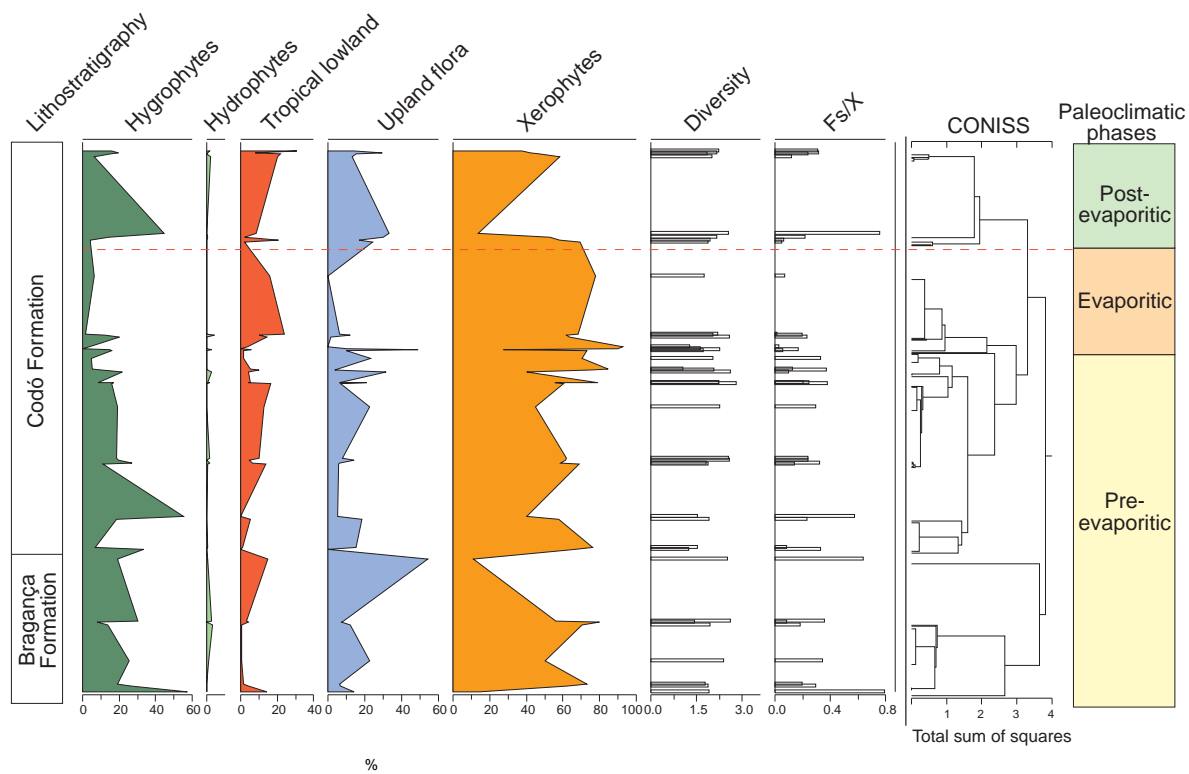 Lithostratigraphy
Hygrophytes
Hydrophytes
Tropical lowland
Upland flora
Xerophytes
Diversity
Fs/X
CONISS
Paleoclimatic
phases
Codó Formation
Bragança
Formation
Post-
evaporitic
Evaporitic
Pre-
evaporitic
0 20 40 60
0
0 20 40
0 20 40 60
0 20 40 60 80 100
0.0 1.5 3.0
0.0 0.4 0.8
1 2 3 4
Total sum of squares
%